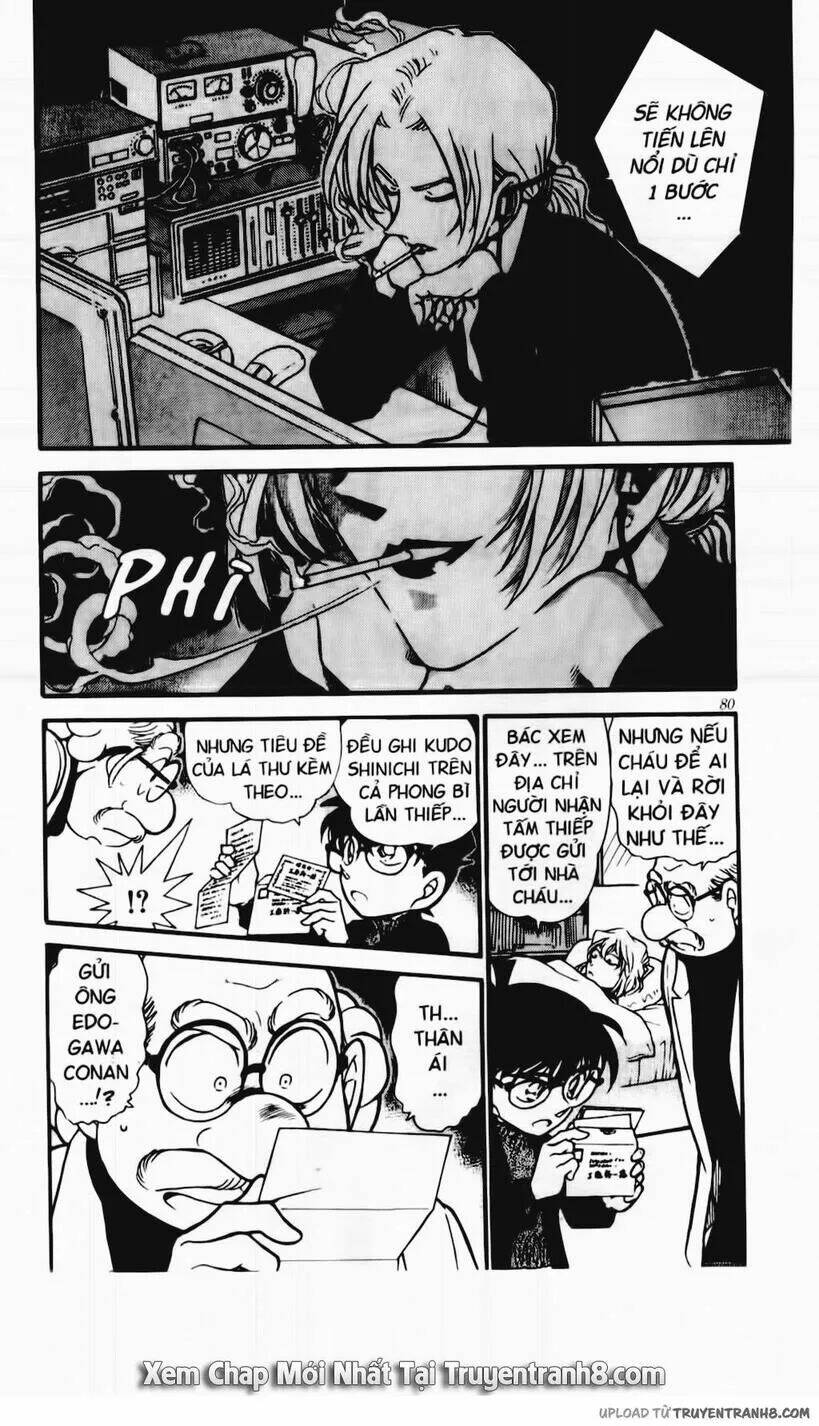 SẼ KHÔNG
TIẾN LÊN
NỔI DÙ CHỈ
1 BƯỚC
...
PHÌ
80
NHƯNG NẾU
CHÁU ĐỂ AI
LẠI VÀ RỜI
KHỎI ĐÂY
NHƯ THẾ...
BÁC XEM
ĐÂY... TRÊN
ĐỊA CHỈ
NGƯỜI NHẬN
TẤM THIẾP
ĐƯỢC GỬI
TỚI NHÀ
CHÁU...
ĐỀU GHI KUDO
SHINICHI TRÊN
CẢ PHONG BÌ
LẦN THIẾP...
NHƯNG TIÊU ĐỀ
CỦA LÁ THƯ KÈM
THEO...
!?
TH...
THÂN
ÁI
...
GỬI
ÔNG
EDO-
GAWA
CONAN
...!?
Xem Chap Mới Nhất Tại Truyentranh8.com
UPLOAD TỪ TRUYENTRANH8.COM